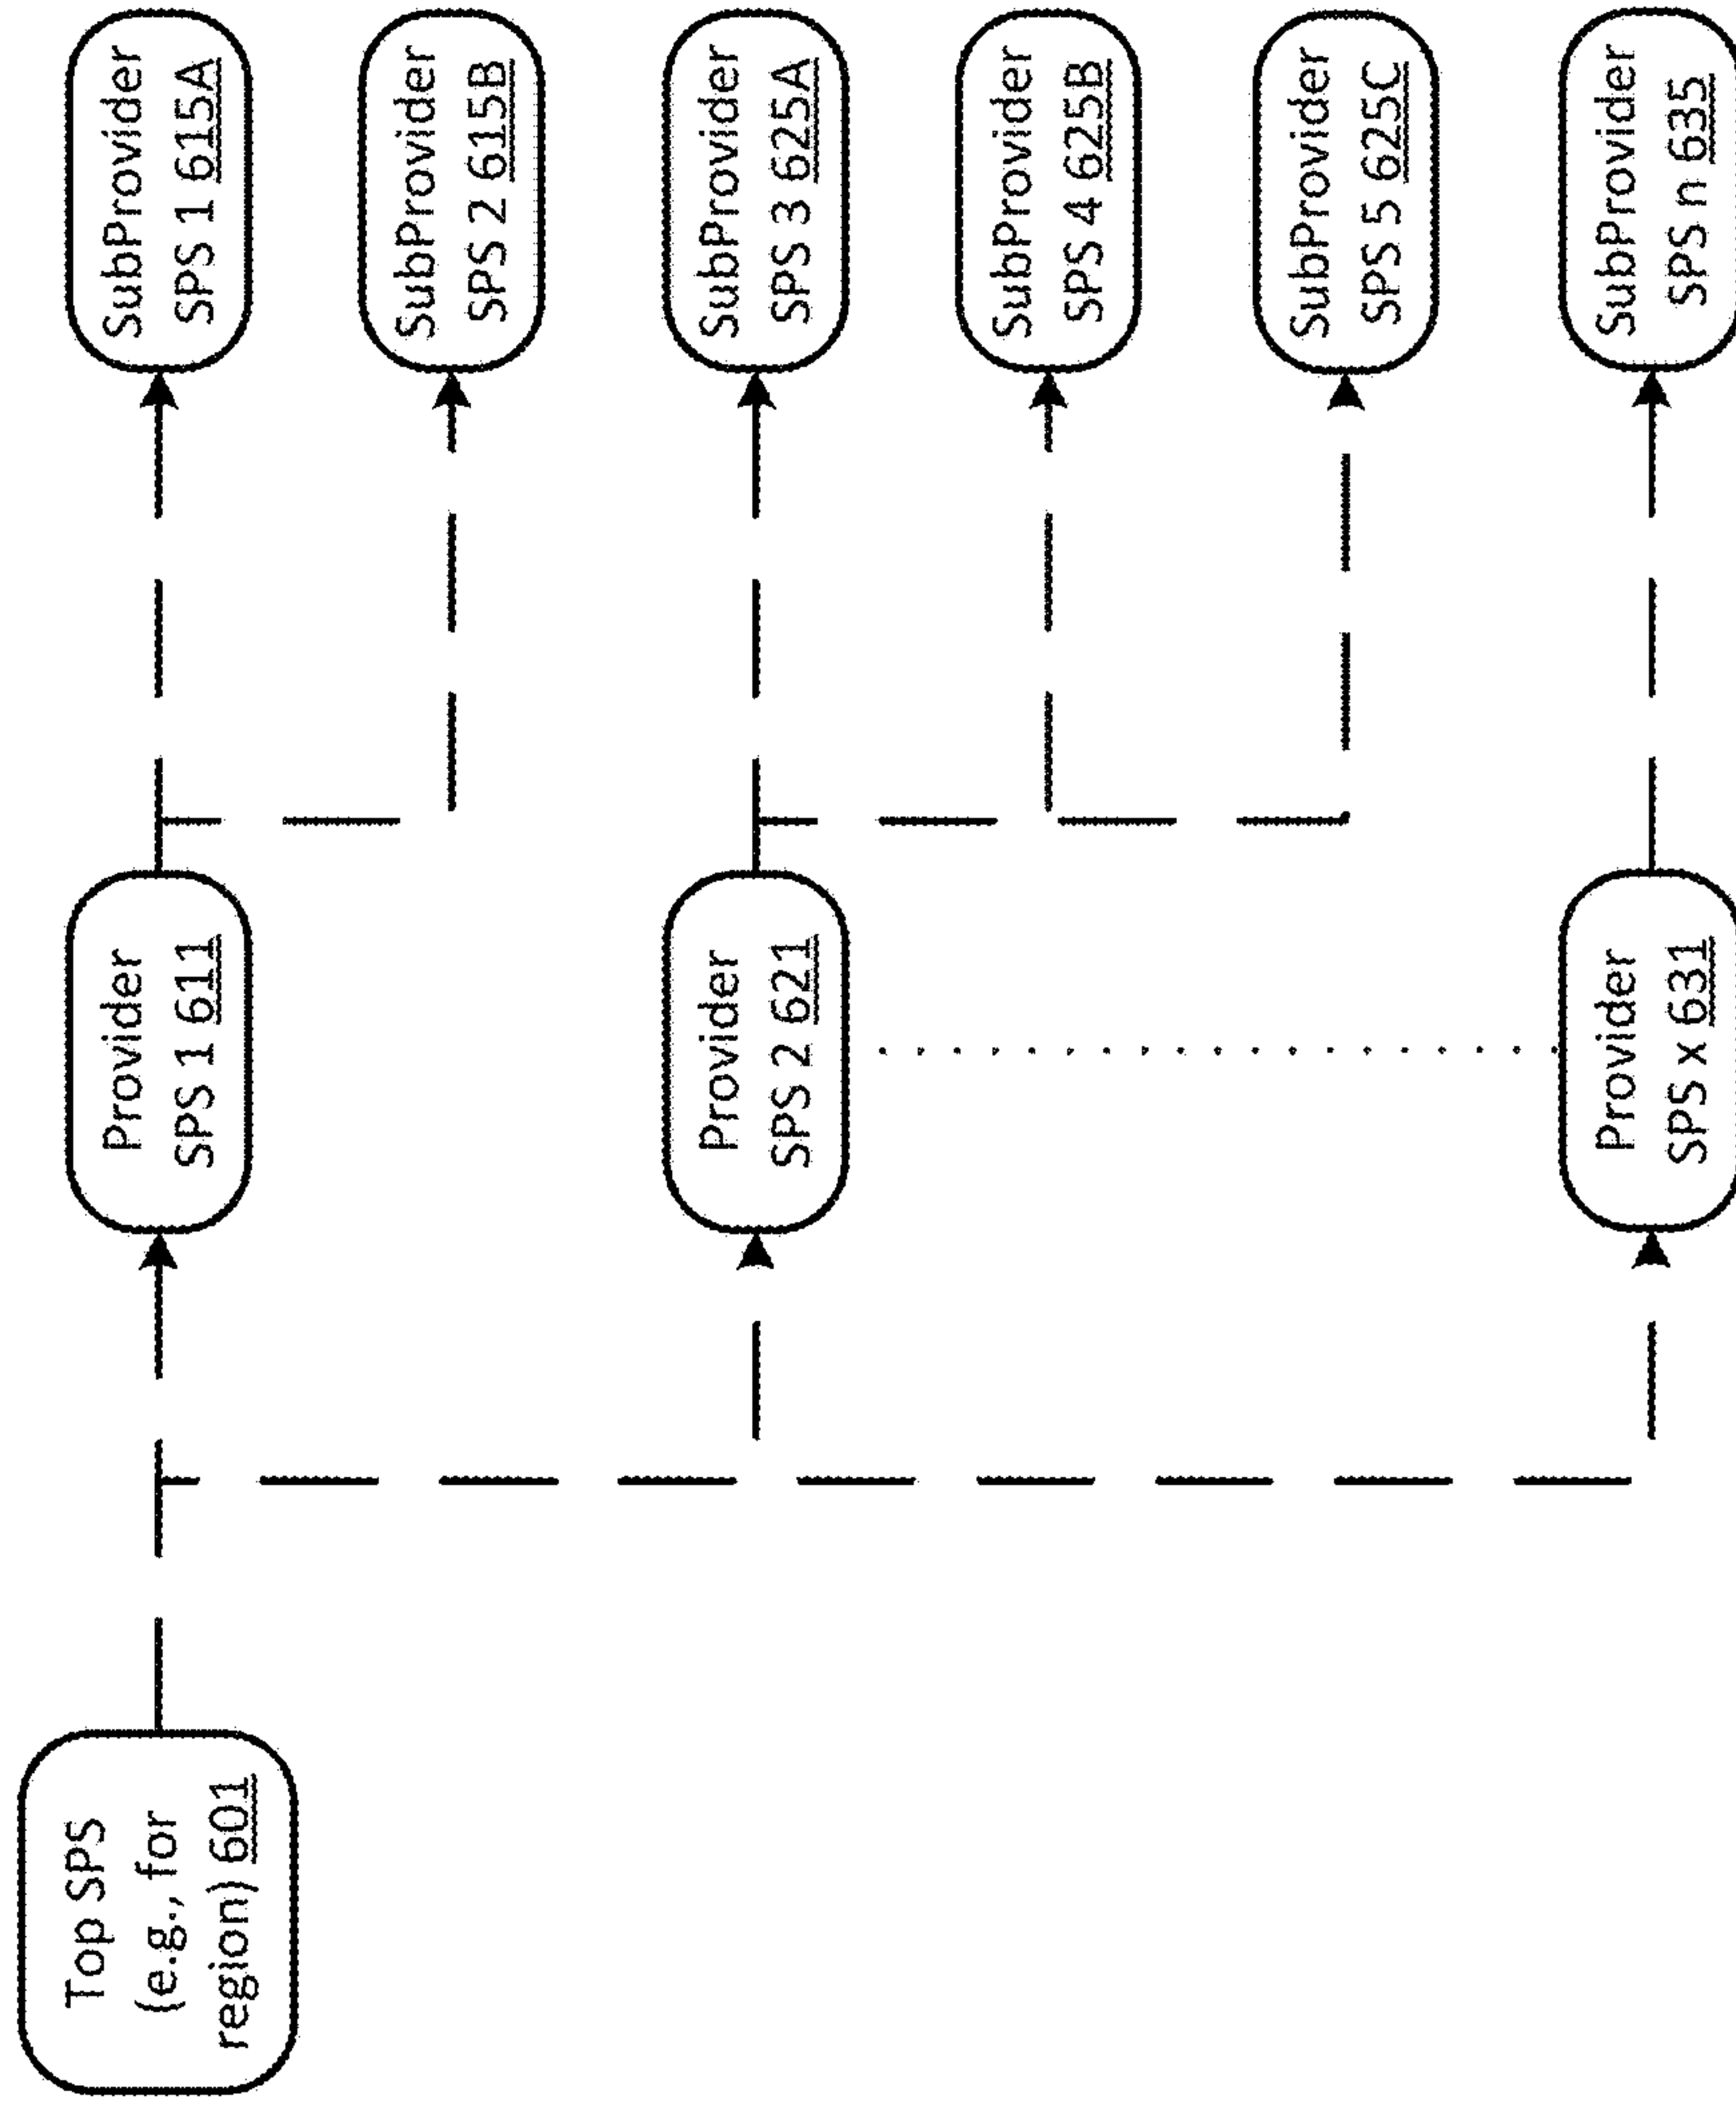 Top SPS
(e.g., for
region) 601
Provider
SPS 1 611
SubProvider
SPS 1 615A
SubProvider
SPS 2 615B
Provider
SPS 2 621
SubProvider
SPS 3 625A
SubProvider
SPS 4 625B
SubProvider
SPS 5 625C
Provider
SPS x 631
SubProvider
SPS n 635